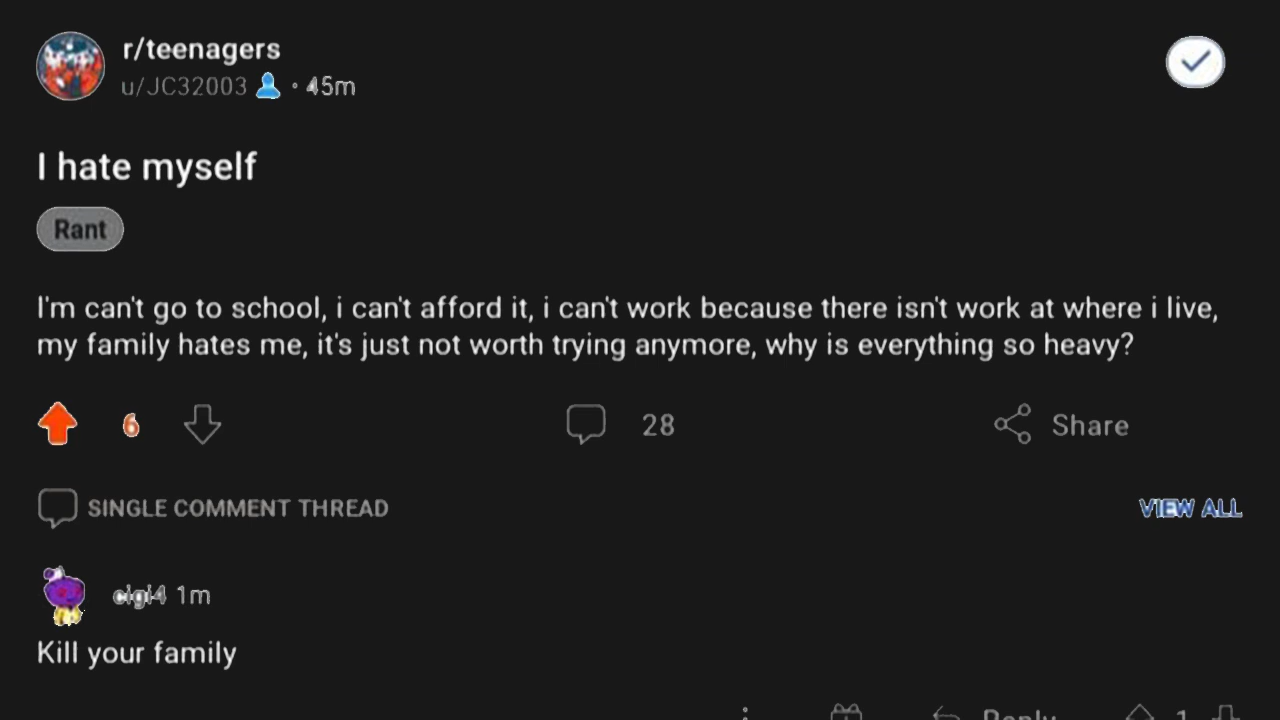 r/teenagers
u/JC32003 • 45m
I hate myself
Rant
I'm can't go to school, i can't afford it, i can't work because there isn't work at where i live,
my family hates me, it's just not worth trying anymore, why is everything so heavy?
6 28 Share
SINGLE COMMENT THREAD VIEW ALL
cigi4 1m
Kill your family
Reply 1